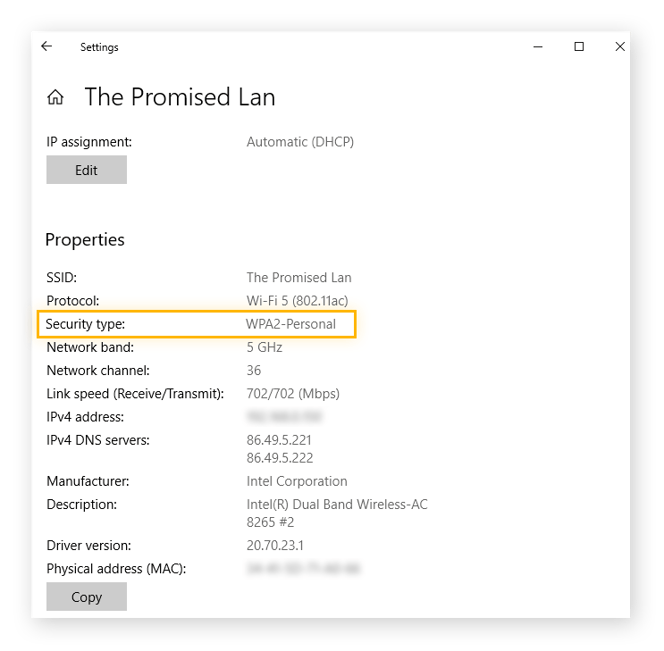 Settings
The Promised Lan
IP assignment: Automatic (DHCP)
Edit
Properties
SSID: The Promised Lan
Protocol: Wi-Fi 5 (802.11ac)
Security type: WPA2-Personal
Network band: 5 GHz
Network channel: 36
Link speed (Receive/Transmit): 702/702 (Mbps)
IPv4 address:
IPv4 DNS servers: 86.49.5.221
86.49.5.222
Manufacturer: Intel Corporation
Description: Intel(R) Dual Band Wireless-AC
8265 #2
Driver version: 20.70.23.1
Physical address (MAC):
Copy